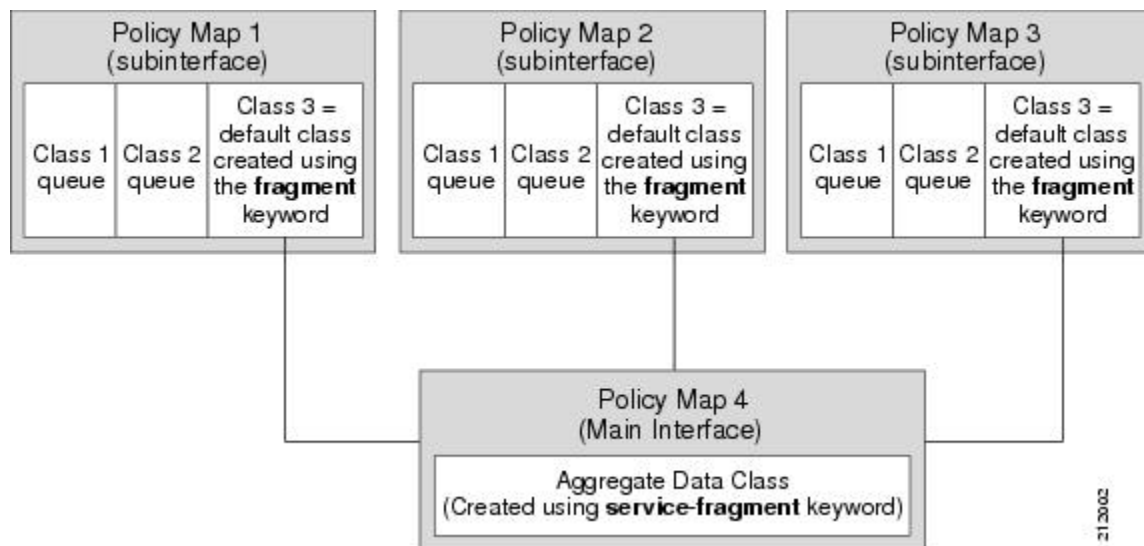 Policy Map 1
(subinterface)
Class 1
queue
Class 2
queue
Class 3 =
default class
created using
the fragment
keyword
Policy Map 2
(subinterface)
Class 1
queue
Class 2
queue
Class 3 =
default class
created using
the fragment
keyword
Policy Map 3
(subinterface)
Class 1
queue
Class 2
queue
Class 3 =
default class
created using
the fragment
keyword
Policy Map 4
(Main Interface)
Aggregate Data Class
(Created using service-fragment keyword)
212002